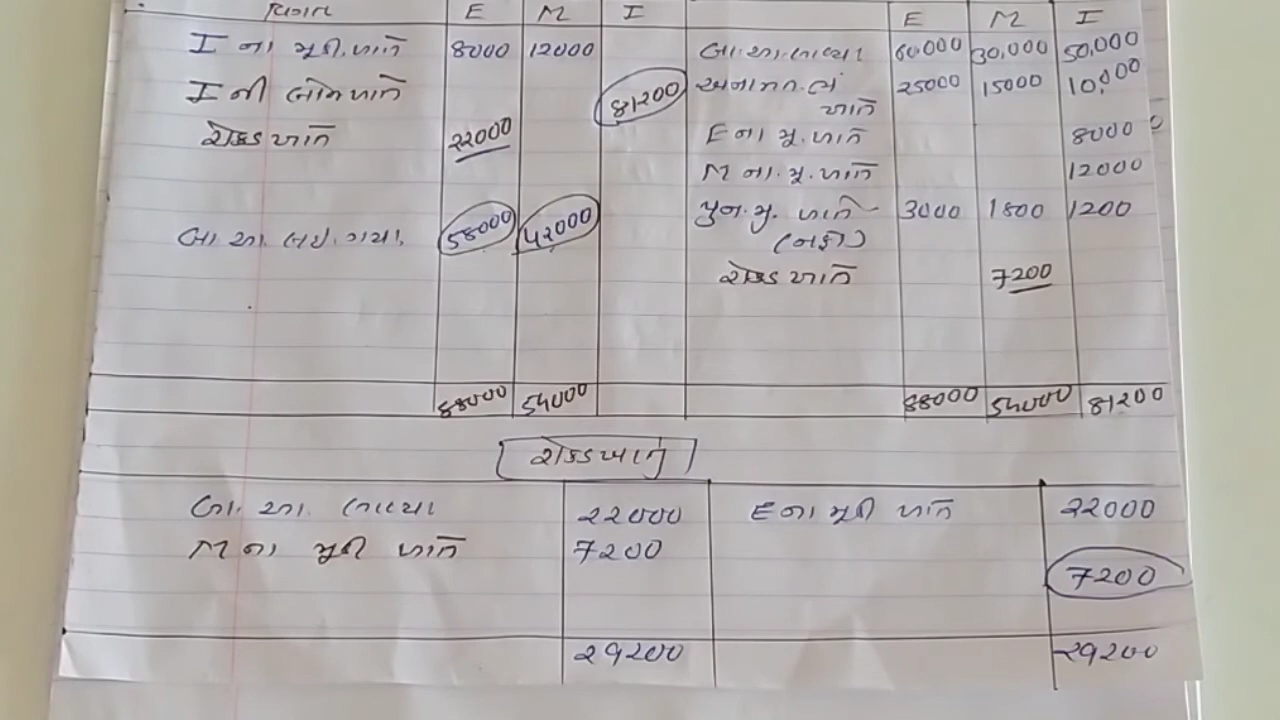 વિગત E M I E M I
I ના મૂડી ખાતે 8000 12000 બા. આ. લાવ્યા 60000 30,000 50,000
I ની લોન ખાતે 81200 અનામત 25000 15000 10,000
ખાતે
રોકડ ખાતે 22000 E ના મૂ. ખાતે 8000
M ના. મૂ. ખાતે 12000
પુન. મૂ. ખાતે 3000 1800 1200
બા આ લઈ ગયા. 58000 42000 (નફો)
રોકડ ખાતે 7200
88000 54000 88000 54000 81200
રોકડ ખાતું
બા. આ. લાવ્યા 22000 E ના મૂડી ખાતે 22000
M ના મૂડી ખાતે 7200
7200
29200 29200